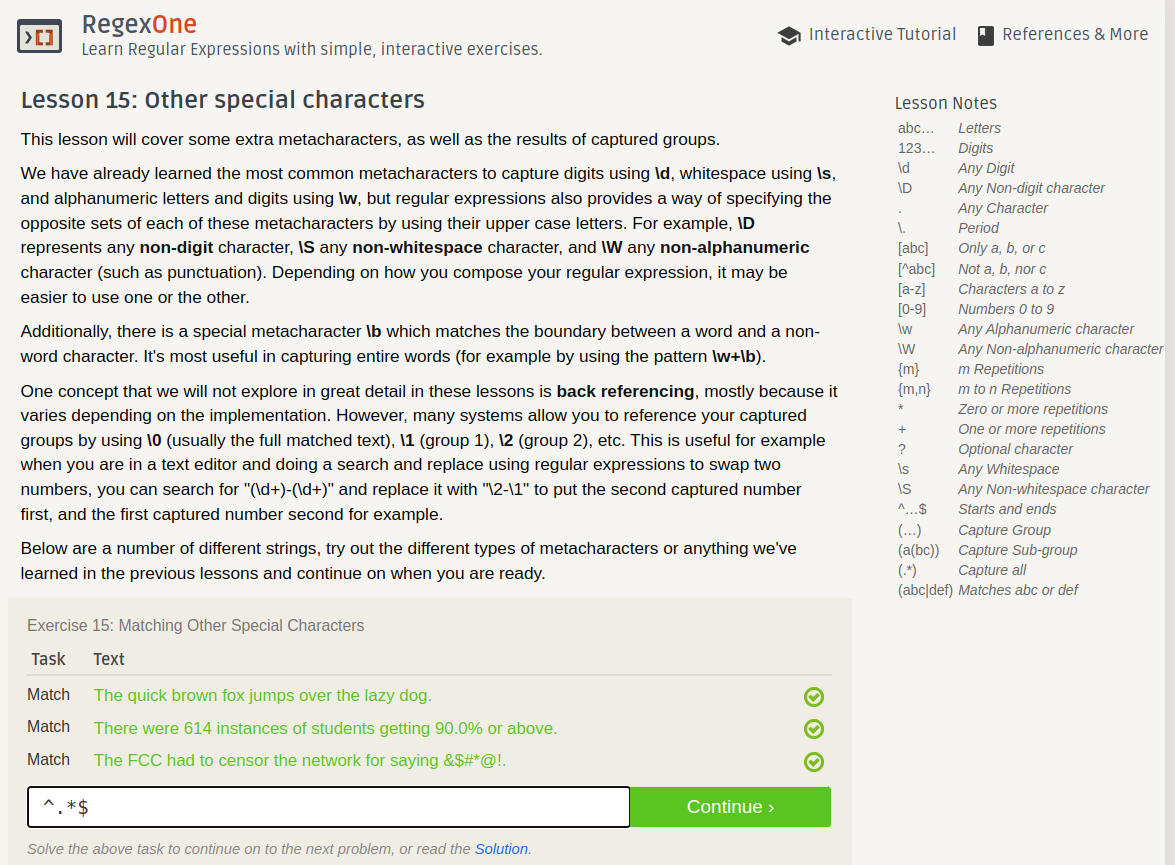 RegexOne
Learn Regular Expressions with simple, interactive exercises.
Interactive Tutorial
References & More
Lesson 15: Other special characters
This lesson will cover some extra metacharacters, as well as the results of captured groups.
We have already learned the most common metacharacters to capture digits using \d, whitespace using \s,
and alphanumeric letters and digits using \w, but regular expressions also provides a way of specifying the
opposite sets of each of these metacharacters by using their upper case letters. For example, \D
represents any non-digit character, \S any non-whitespace character, and \W any non-alphanumeric
character (such as punctuation). Depending on how you compose your regular expression, it may be
easier to use one or the other.
Additionally, there is a special metacharacter \b which matches the boundary between a word and a non-
word character. It's most useful in capturing entire words (for example by using the pattern \w+\b).
One concept that we will not explore in great detail in these lessons is back referencing, mostly because it
varies depending on the implementation. However, many systems allow you to reference your captured
groups by using \0 (usually the full matched text), \1 (group 1), \2 (group 2), etc. This is useful for example
when you are in a text editor and doing a search and replace using regular expressions to swap two
numbers, you can search for "(\d+)-(\d+)" and replace it with "\2-\1" to put the second captured number
first, and the first captured number second for example.
Below are a number of different strings, try out the different types of metacharacters or anything we've
learned in the previous lessons and continue on when you are ready.
Exercise 15: Matching Other Special Characters
Task Text
Match The quick brown fox jumps over the lazy dog.
Match There were 614 instances of students getting 90.0% or above.
Match The FCC had to censor the network for saying &$#*@!.
^.*$
Continue ›
Solve the above task to continue on to the next problem, or read the Solution.
Lesson Notes
abc… Letters
123… Digits
\d Any Digit
\D Any Non-digit character
. Any Character
\. Period
[abc] Only a, b, or c
[^abc] Not a, b, nor c
[a-z] Characters a to z
[0-9] Numbers 0 to 9
\w Any Alphanumeric character
\W Any Non-alphanumeric character
{m} m Repetitions
{m,n} m to n Repetitions
* Zero or more repetitions
+ One or more repetitions
? Optional character
\s Any Whitespace
\S Any Non-whitespace character
^…$ Starts and ends
(…) Capture Group
(a(bc)) Capture Sub-group
(.*) Capture all
(abc|def) Matches abc or def